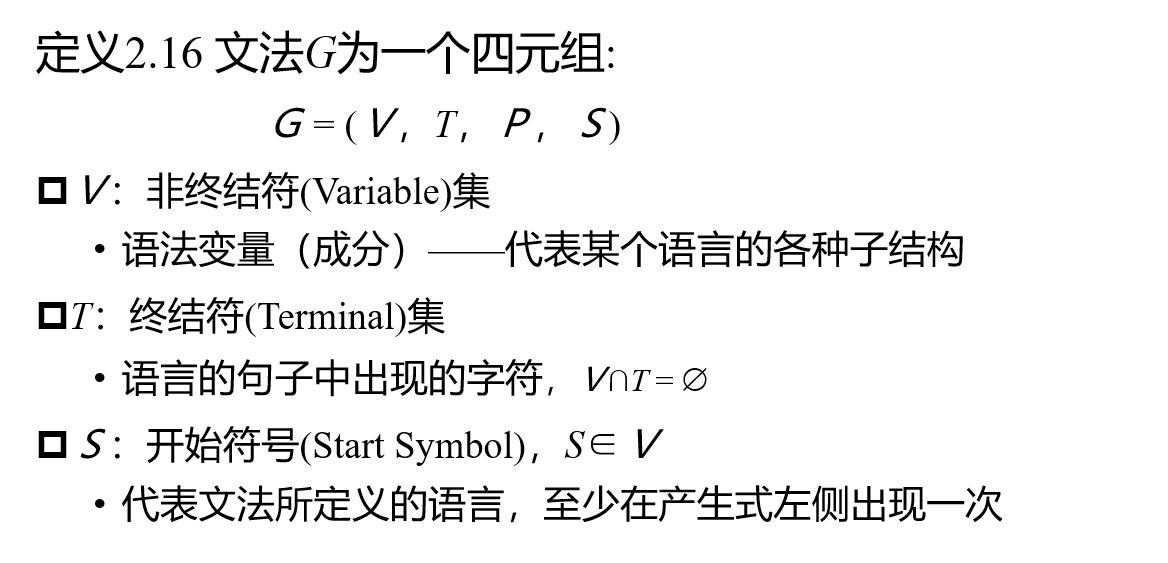 定义2.16 文法G为一个四元组:
G = ( V，T， P， S )
V：非终结符(Variable)集
• 语法变量（成分）——代表某个语言的各种子结构
T：终结符(Terminal)集
• 语言的句子中出现的字符，V∩T = ∅
S：开始符号(Start Symbol)，S∈ V
• 代表文法所定义的语言，至少在产生式左侧出现一次